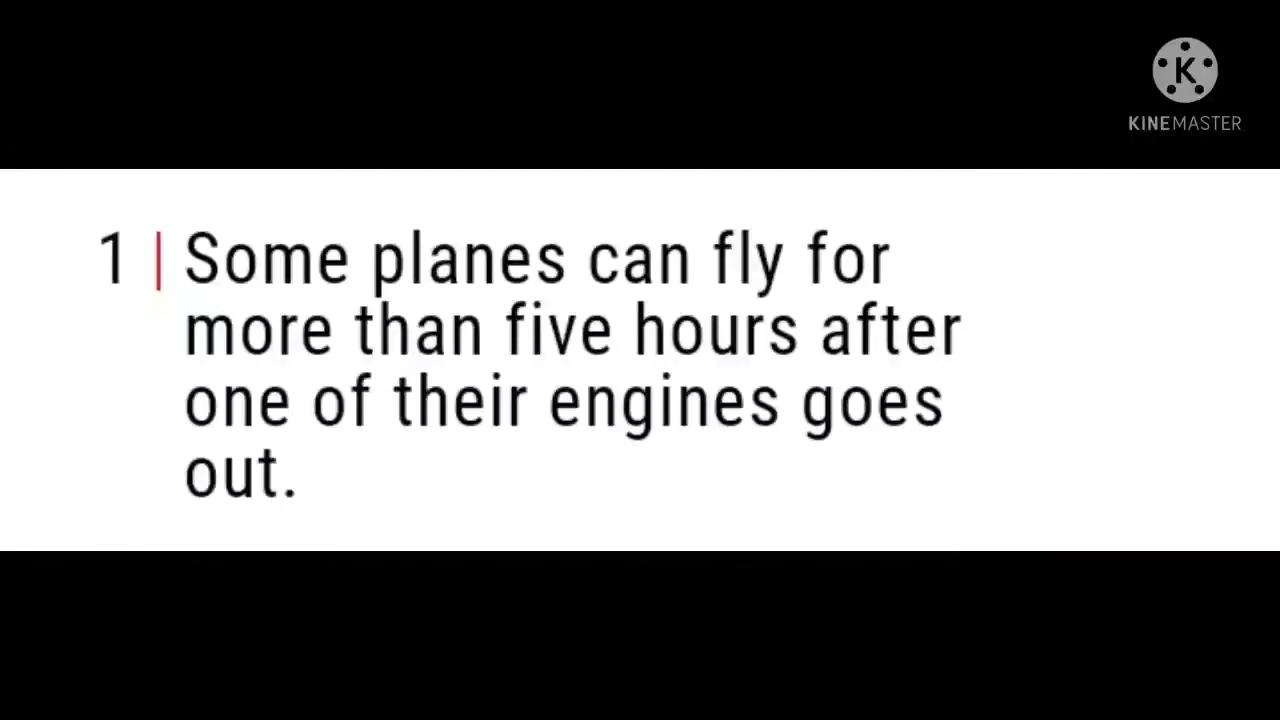 KINEMASTER
1 | Some planes can fly for
more than five hours after
one of their engines goes
out.